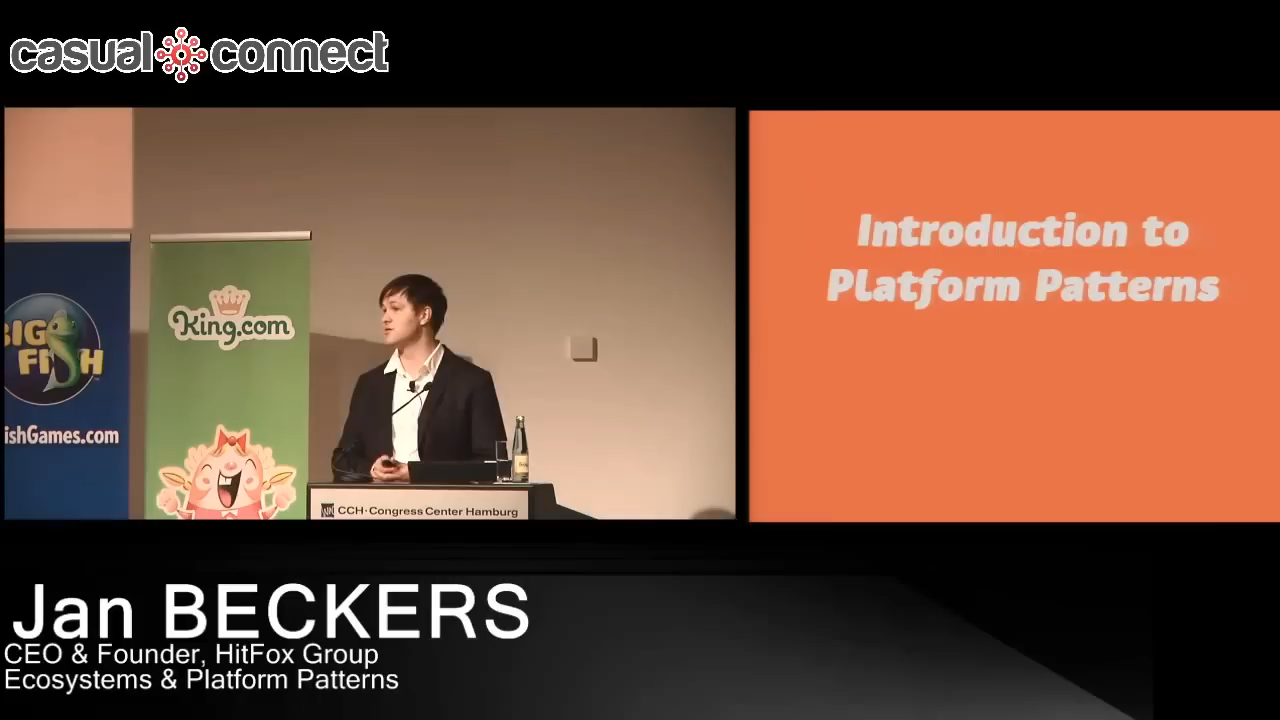 casual connect
Introduction to
Platform Patterns
King.com
BIG
FISH
ishGames.com
CCH·Congress Center Hamburg
Jan BECKERS
CEO & Founder, HitFox Group
Ecosystems & Platform Patterns